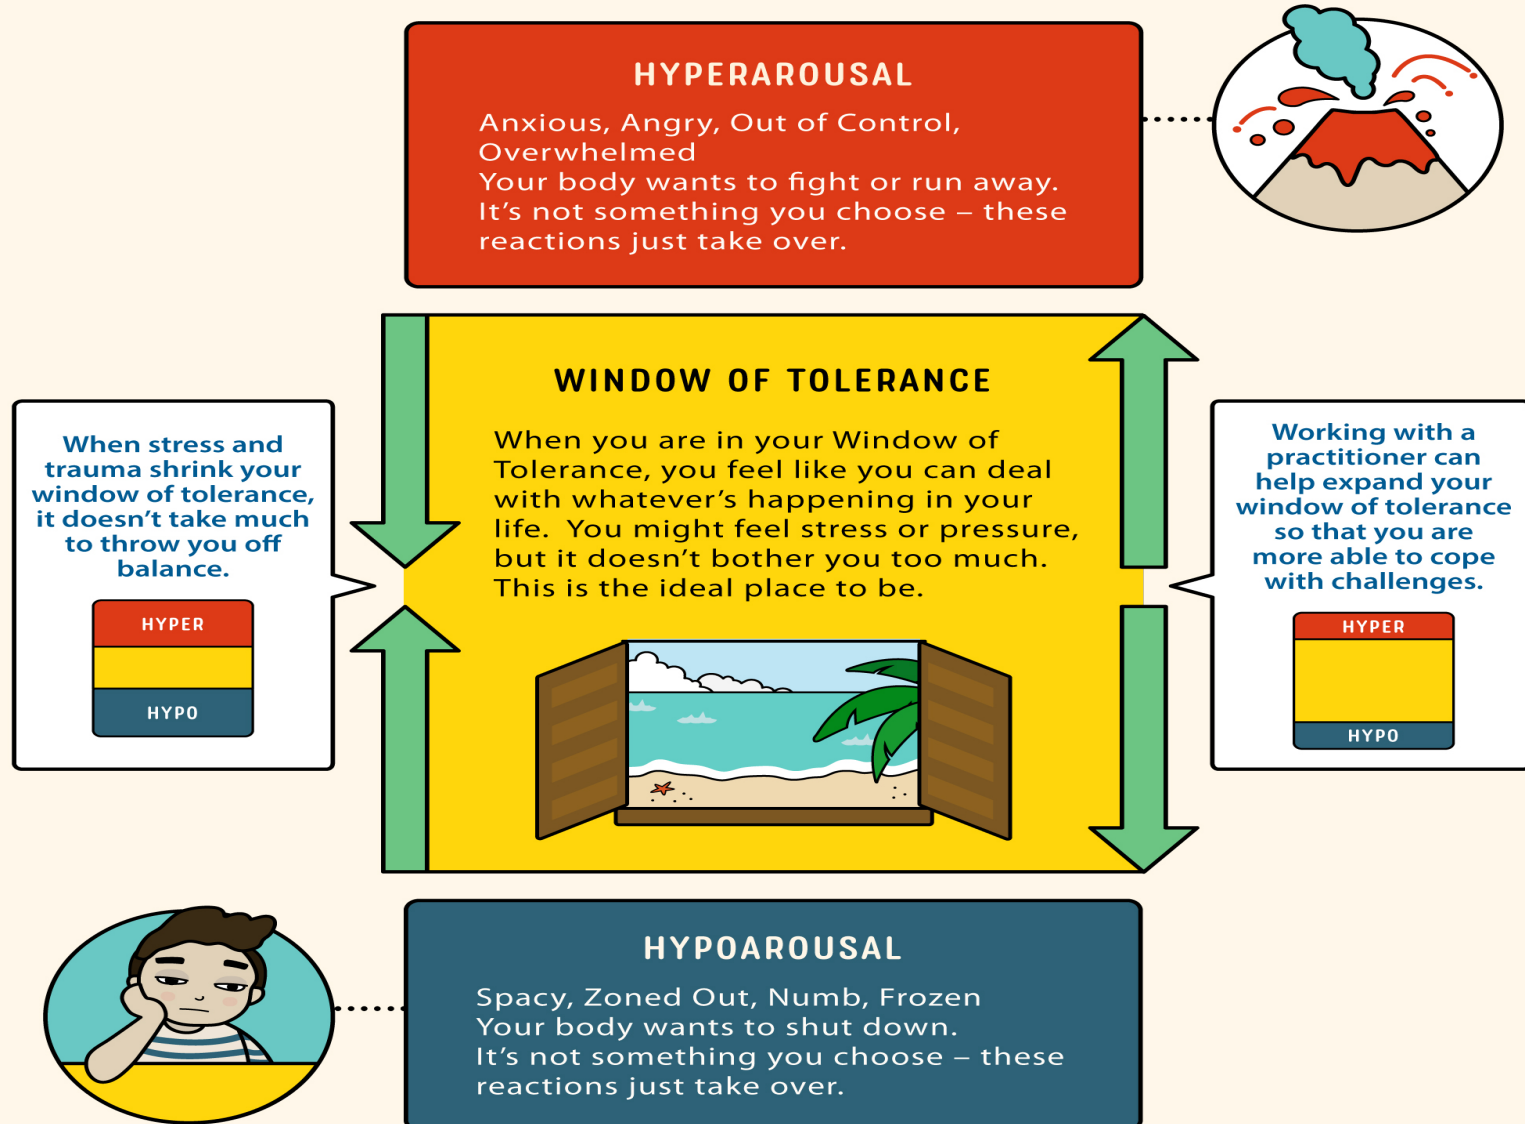 HYPERAROUSAL
Anxious, Angry, Out of Control,
Overwhelmed
Your body wants to fight or run away.
It’s not something you choose – these
reactions just take over.
WINDOW OF TOLERANCE
When you are in your Window of
Tolerance, you feel like you can deal
with whatever’s happening in your
life.  You might feel stress or pressure,
but it doesn’t bother you too much.
This is the ideal place to be.
When stress and
trauma shrink your
window of tolerance,
it doesn’t take much
to throw you off
balance.
HYPER
HYPO
Working with a
practitioner can
help expand your
window of tolerance
so that you are
more able to cope
with challenges.
HYPER
HYPO
HYPOAROUSAL
Spacy, Zoned Out, Numb, Frozen
Your body wants to shut down.
It’s not something you choose – these
reactions just take over.